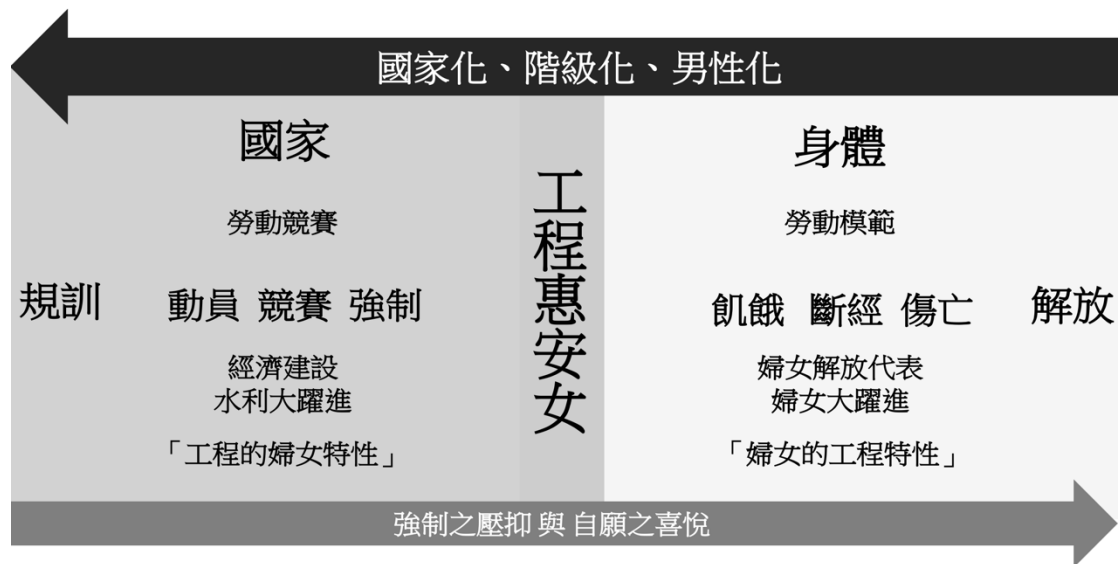 國家化、階級化、男性化
國家
勞動競賽
規訓
動員 競賽 強制
經濟建設
水利大躍進
「工程的婦女特性」
工程惠安女
身體
勞動模範
飢餓 斷經 傷亡
解放
婦女解放代表
婦女大躍進
「婦女的工程特性」
強制之壓抑 與 自願之喜悅